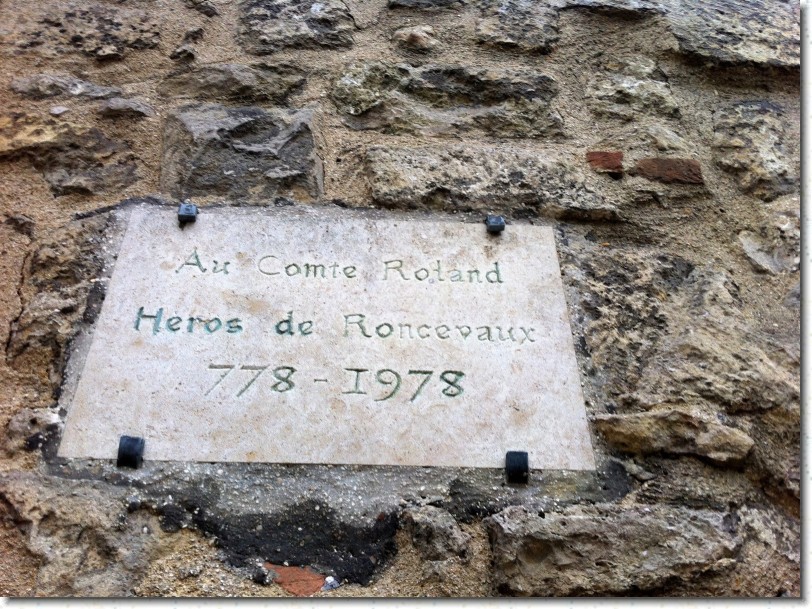 Au Comte Roland
Heros de Roncevaux
778 - 1978